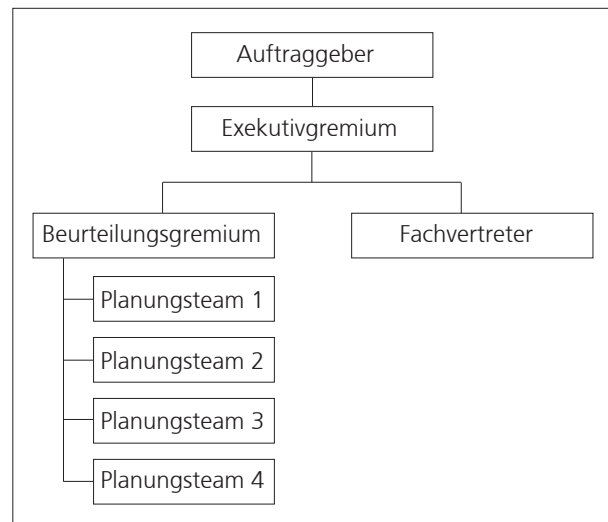 Auftraggeber
Exekutivgremium
Beurteilungsgremium
Fachvertreter
Planungsteam 1
Planungsteam 2
Planungsteam 3
Planungsteam 4